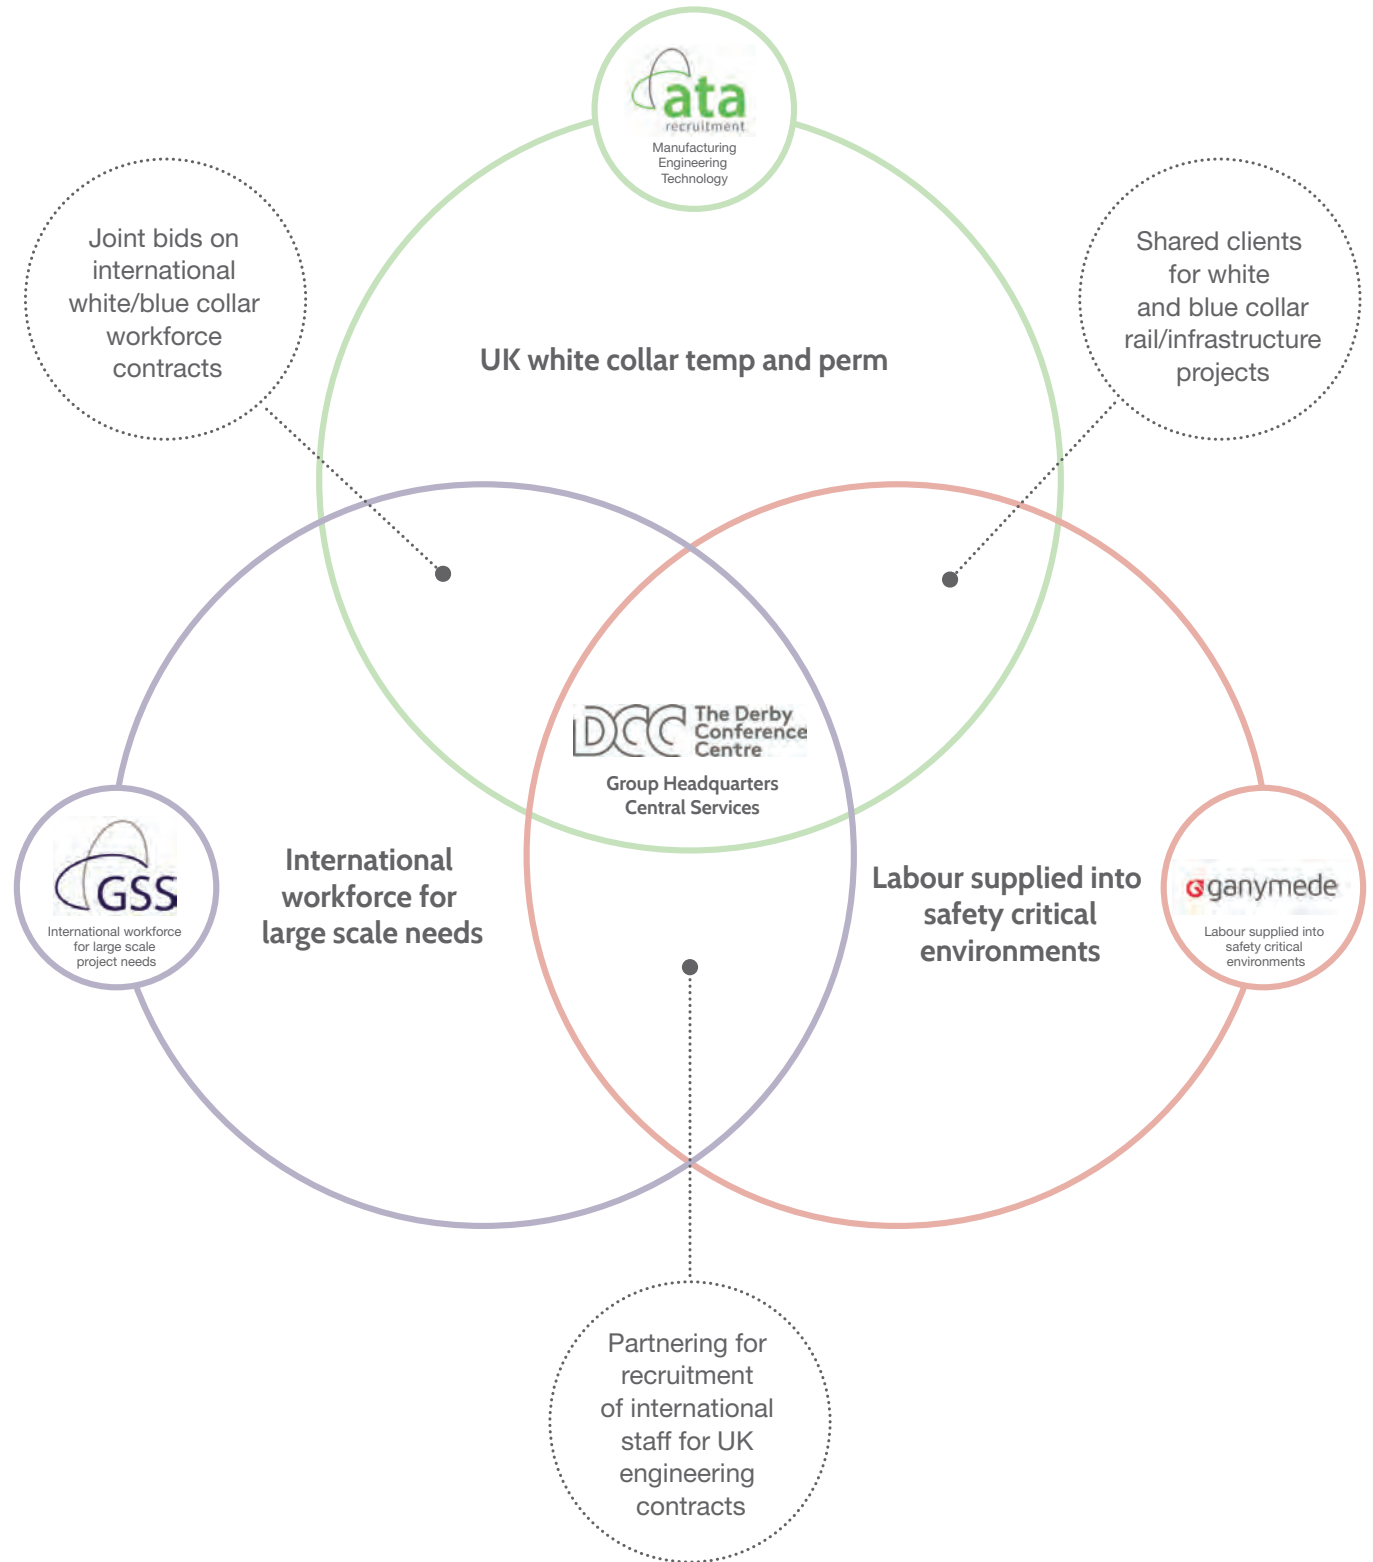 ata
recruitment
Manufacturing
Engineering
Technology
Joint bids on
international
white/blue collar
workforce
contracts
Shared clients
for white
and blue collar
rail/infrastructure
projects
UK white collar temp and perm
DCC The Derby
Conference
Centre
Group Headquarters
Central Services
GSS
International workforce
for large scale
project needs
International
workforce for
large scale needs
Labour supplied into
safety critical
environments
ganymede
Labour supplied into
safety critical
environments
Partnering for
recruitment
of international
staff for UK
engineering
contracts